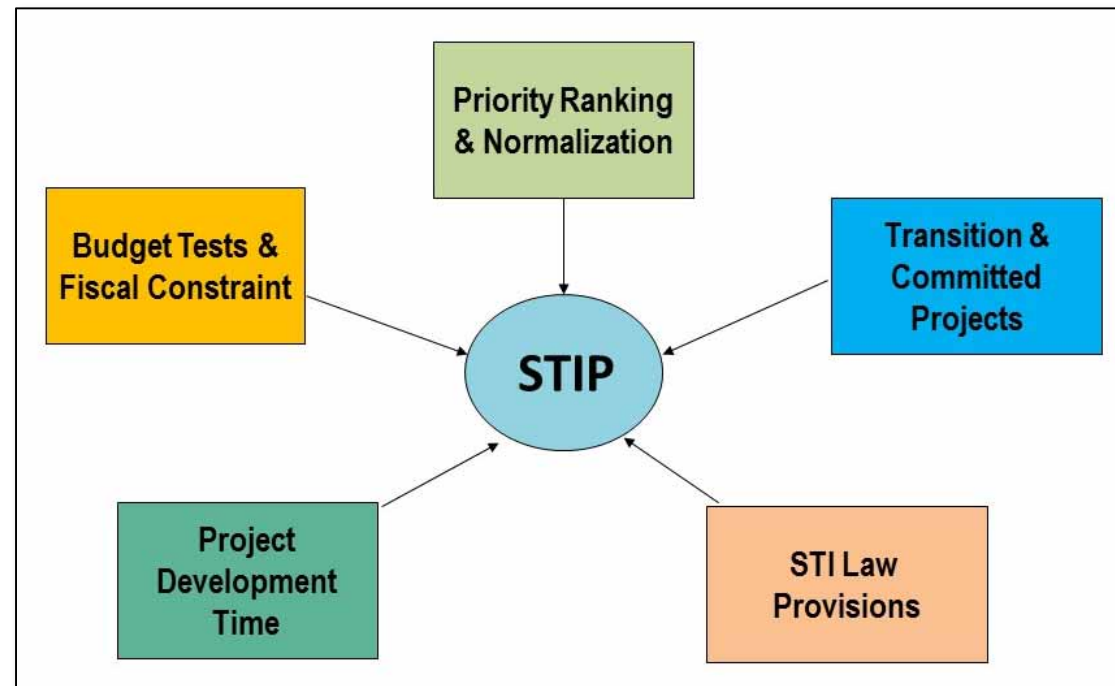 Priority Ranking
& Normalization
Budget Tests &
Fiscal Constraint
Transition &
Committed
Projects
STIP
Project
Development
Time
STI Law
Provisions